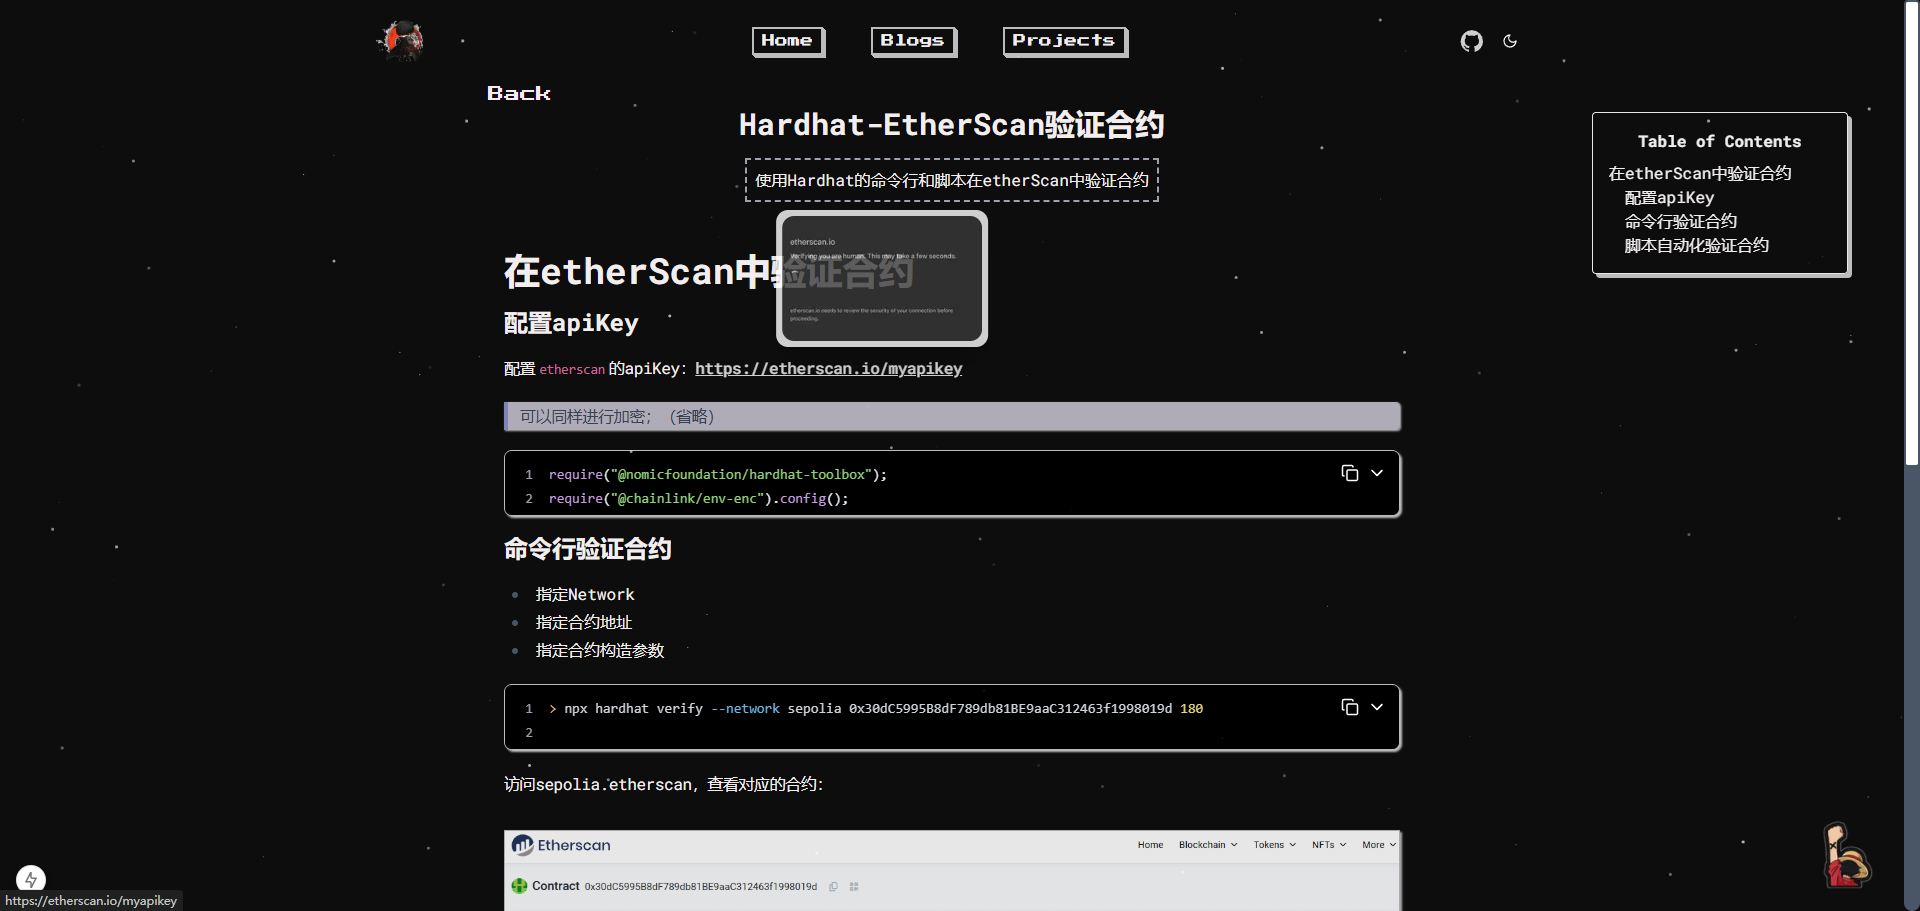 Home
Blogs
Projects
Back
Hardhat-EtherScan验证合约
使用Hardhat的命令行和脚本在etherScan中验证合约
Table of Contents
在etherScan中验证合约
配置apiKey
命令行验证合约
脚本自动化验证合约
etherscan.io
Verifying you are human. This may take a few seconds.
etherscan.io needs to review the security of your connection before
proceeding.
在etherScan中验证合约
配置apiKey
配置 etherscan 的apiKey：https://etherscan.io/myapikey
可以同样进行加密；（省略）
1 require("@nomicfoundation/hardhat-toolbox");
2 require("@chainlink/env-enc").config();
命令行验证合约
指定Network
指定合约地址
指定合约构造参数
1 > npx hardhat verify --network sepolia 0x30dC5995B8dF789db81BE9aaC312463f1998019d 180
2
访问sepolia.etherscan，查看对应的合约：
Etherscan
Home Blockchain Tokens NFTs More
Contract 0x30dC5995B8dF789db81BE9aaC312463f1998019d
https://etherscan.io/myapikey